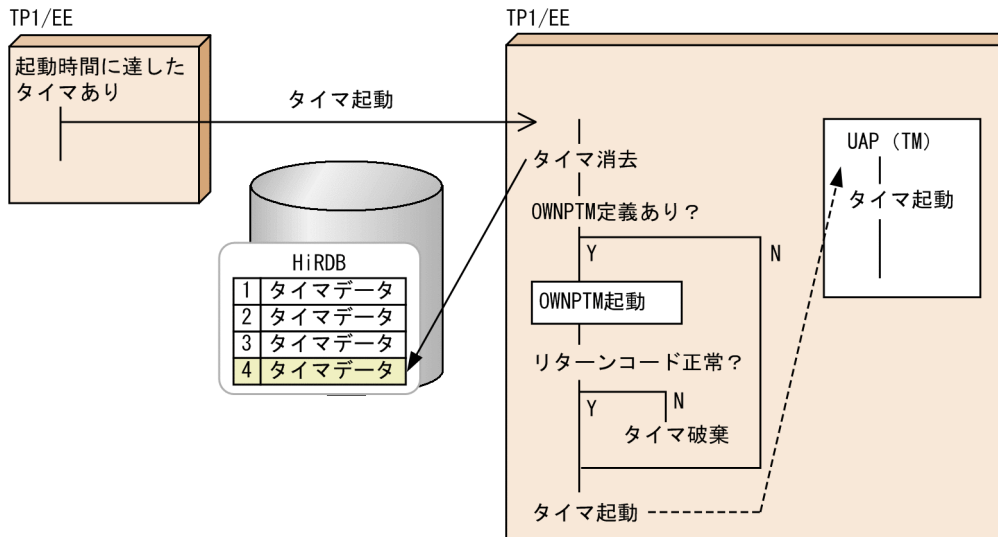 TP1/EE
起動時間に達した
タイマあり
タイマ起動
HiRDB
1 タイマデータ
2 タイマデータ
3 タイマデータ
4 タイマデータ
TP1/EE
タイマ消去
OWNPTM定義あり？
Y
N
OWNPTM起動
リターンコード正常？
Y
N
タイマ破棄
タイマ起動
UAP（TM）
タイマ起動